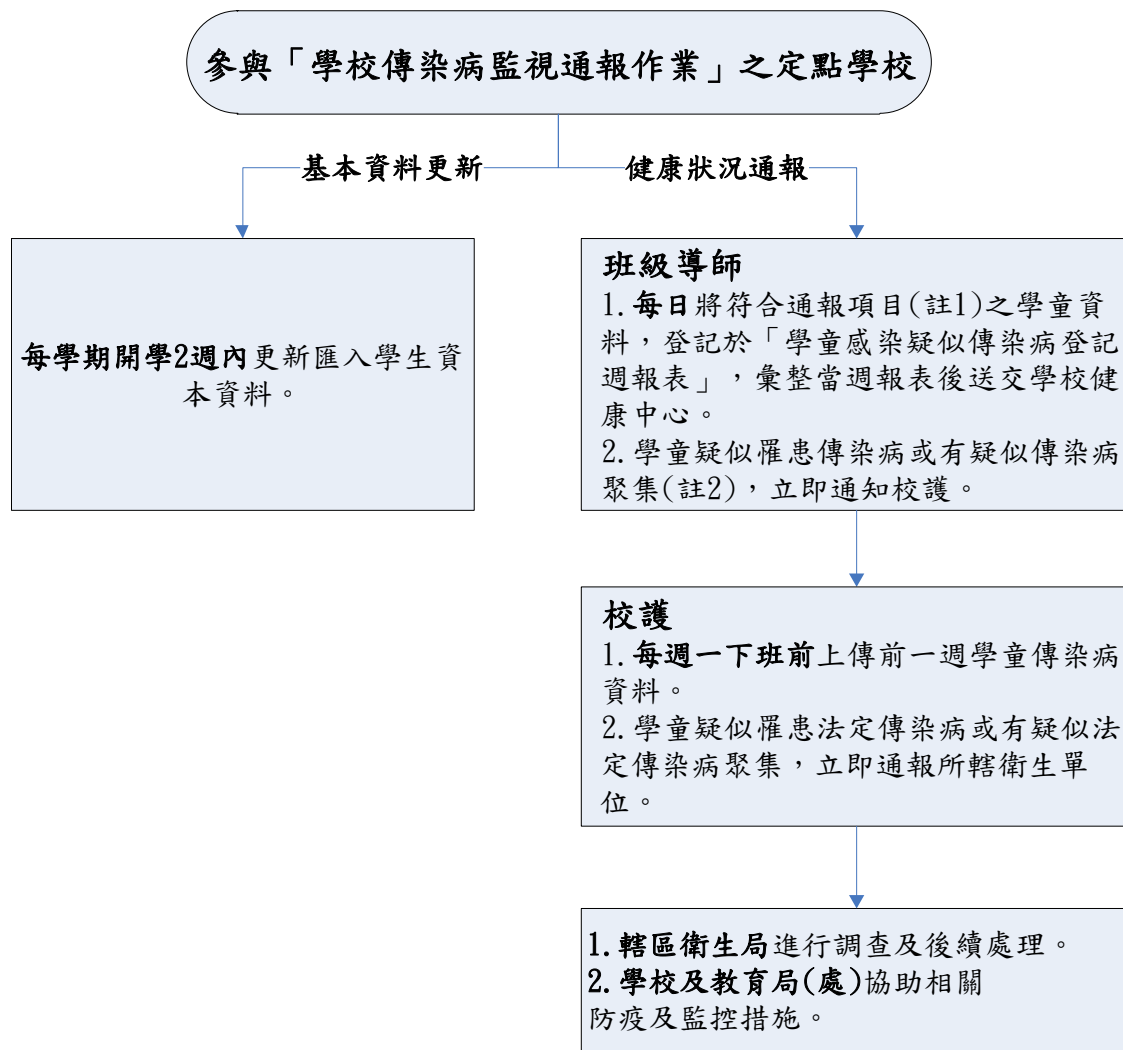 參與「學校傳染病監視通報作業」之定點學校
基本資料更新
健康狀況通報
每學期開學2週內更新匯入學生資
本資料。
班級導師
1.每日將符合通報項目(註1)之學童資
料，登記於「學童感染疑似傳染病登記
週報表」，彙整當週報表後送交學校健
康中心。
2.學童疑似罹患傳染病或有疑似傳染病
聚集(註2)，立即通知校護。
校護
1.每週一下班前上傳前一週學童傳染病
資料。
2.學童疑似罹患法定傳染病或有疑似法
定傳染病聚集，立即通報所轄衛生單
位。
1.轄區衛生局進行調查及後續處理。
2.學校及教育局(處)協助相關
防疫及監控措施。